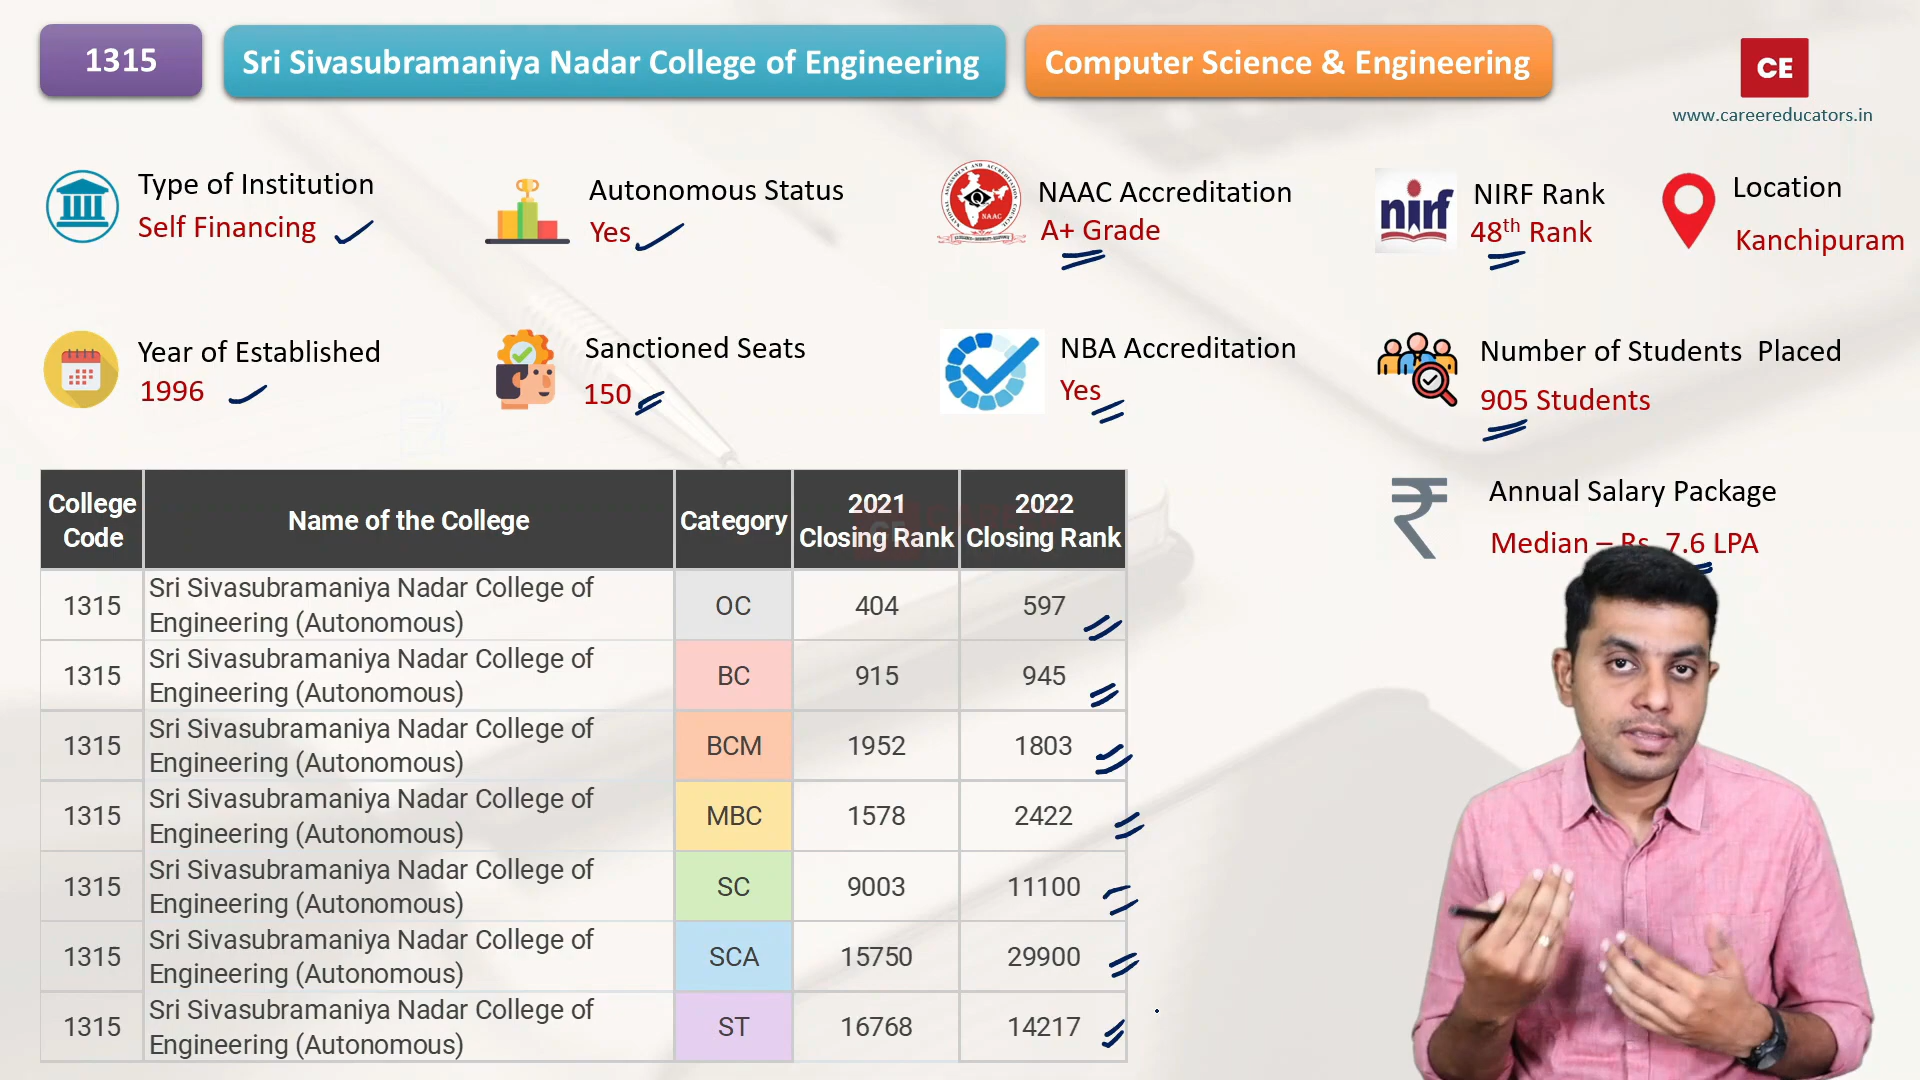 1315
Sri Sivasubramaniya Nadar College of Engineering
Computer Science & Engineering
CE
www.careereducators.in
Type of Institution
Self Financing
Autonomous Status
Yes
NAAC Accreditation
A+ Grade
nirf
NIRF Rank
48th Rank
Location
Kanchipuram
Year of Established
1996
Sanctioned Seats
150
NBA Accreditation
Yes
Number of Students Placed
905 Students
Annual Salary Package
Median – Rs. 7.6 LPA
College Code Name of the College Category 2021 Closing Rank 2022 Closing Rank
1315 Sri Sivasubramaniya Nadar College of Engineering (Autonomous) OC 404 597
1315 Sri Sivasubramaniya Nadar College of Engineering (Autonomous) BC 915 945
1315 Sri Sivasubramaniya Nadar College of Engineering (Autonomous) BCM 1952 1803
1315 Sri Sivasubramaniya Nadar College of Engineering (Autonomous) MBC 1578 2422
1315 Sri Sivasubramaniya Nadar College of Engineering (Autonomous) SC 9003 11100
1315 Sri Sivasubramaniya Nadar College of Engineering (Autonomous) SCA 15750 29900
1315 Sri Sivasubramaniya Nadar College of Engineering (Autonomous) ST 16768 14217